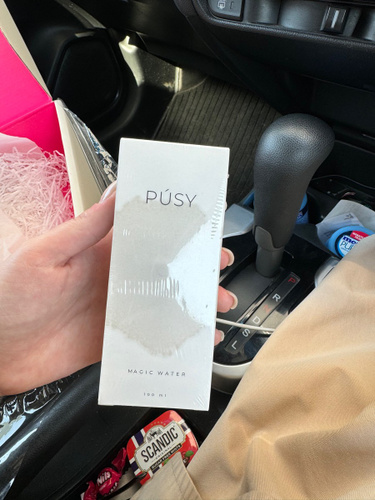 PÚSY
MAGIC WATER
100 ml
R
D
S
L
SCANDIC